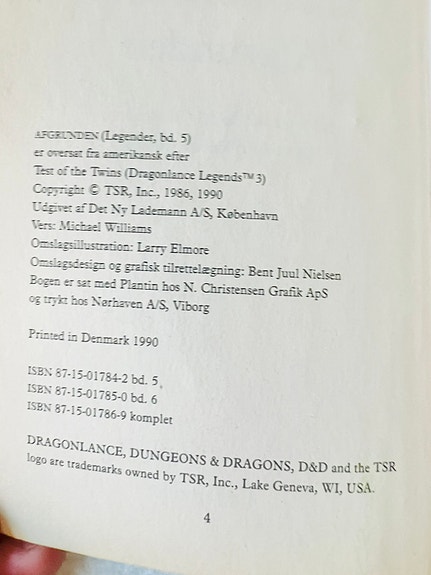 AFGRUNDEN (Legender, bd. 5)
er oversat fra amerikansk efter
Test of the Twins (Dragonlance Legends™ 3)
Copyright © TSR, Inc., 1986, 1990
Udgivet af Det Ny Lademann A/S, København
Vers: Michael Williams
Omslagsillustration: Larry Elmore
Omslagsdesign og grafisk tilrettelægning: Bent Juul Nielsen
Bogen er sat med Plantin hos N. Christensen Grafik ApS
og trykt hos Nørhaven A/S, Viborg
Printed in Denmark 1990
ISBN 87-15-01784-2 bd. 5
ISBN 87-15-01785-0 bd. 6
ISBN 87-15-01786-9 komplet
DRAGONLANCE, DUNGEONS & DRAGONS, D&D and the TSR
logo are trademarks owned by TSR, Inc., Lake Geneva, WI, USA.
4